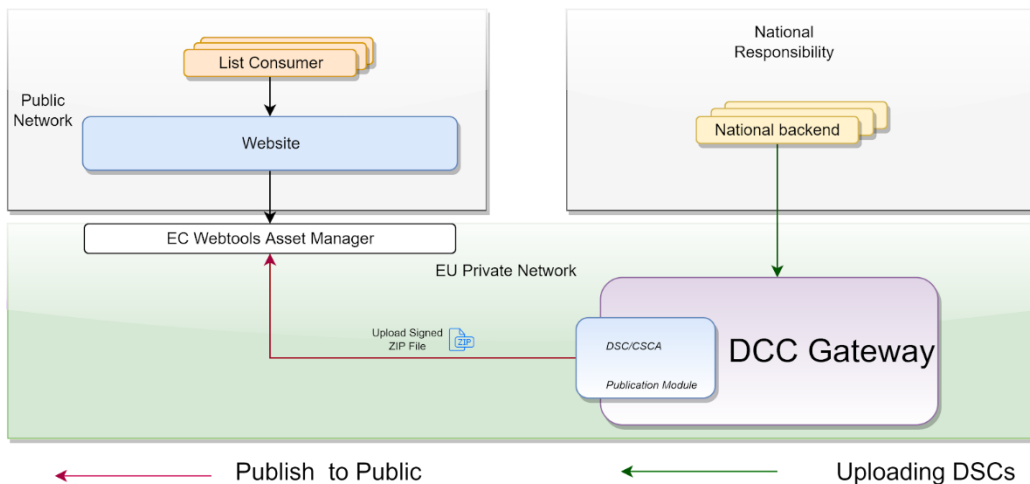 List Consumer
Public
Network
Website
National
Responsibility
National backend
EC Webtools Asset Manager
EU Private Network
Upload Signed
ZIP File
ZIP
DSC/CSCA
Publication Module
DCC Gateway
Publish to Public
Uploading DSCs